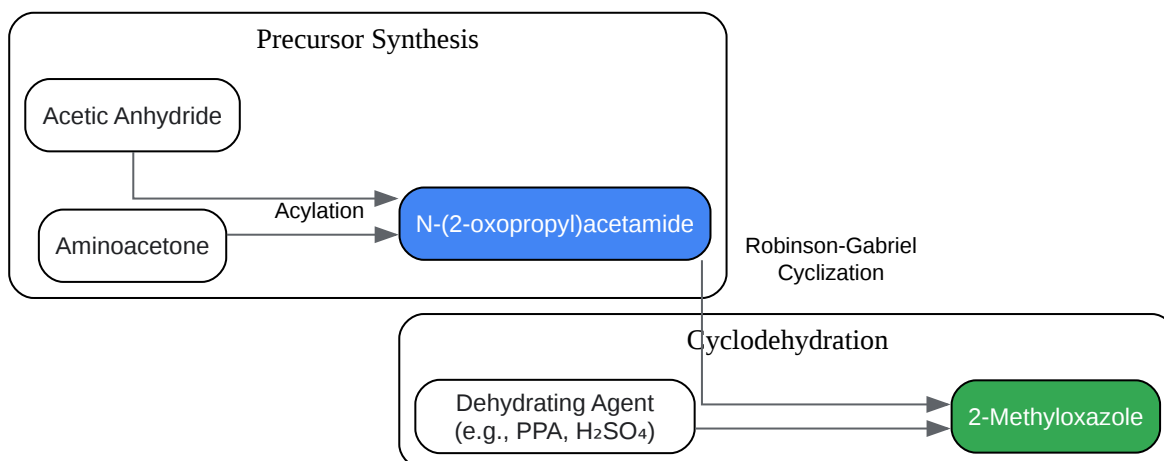 Precursor Synthesis
Acetic Anhydride
Acylation
Aminoacetone
N-(2-oxopropyl)acetamide
Robinson-Gabriel
Cyclization
Cyclodehydration
Dehydrating Agent
(e.g., PPA, H₂SO₄)
2-Methyloxazole